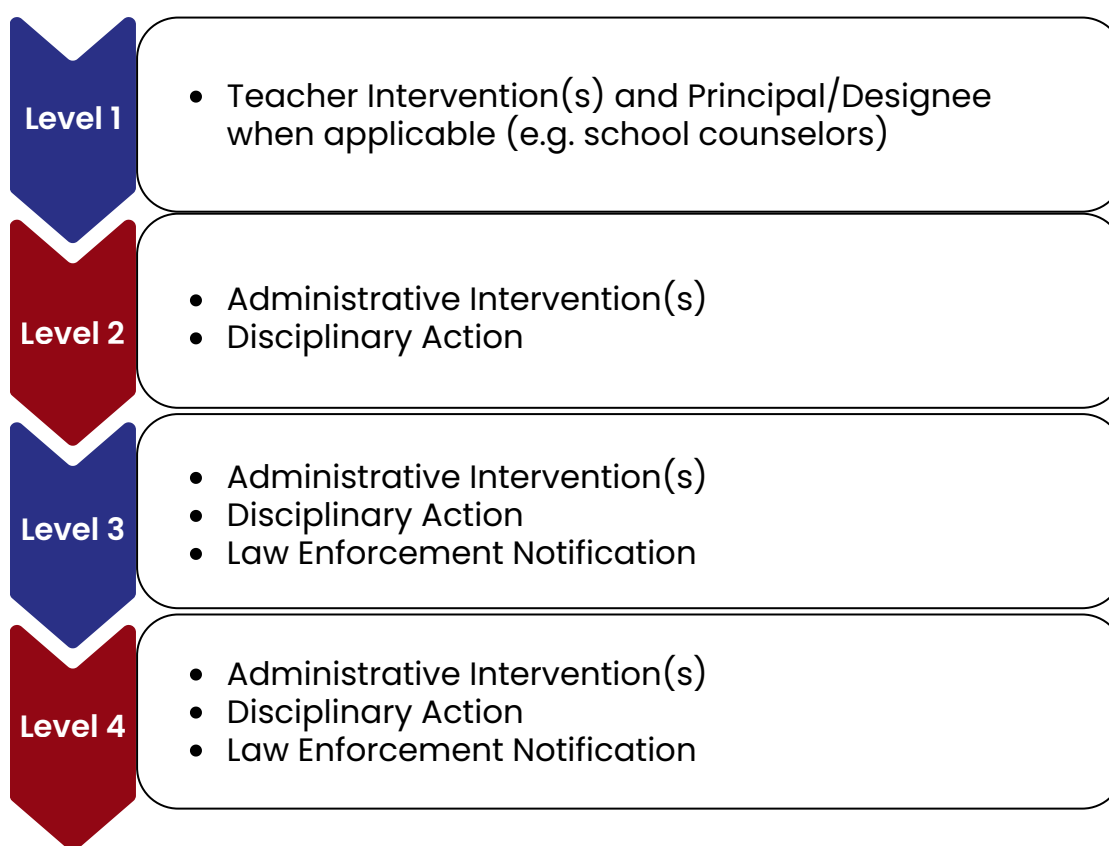 Level 1
• Teacher Intervention(s) and Principal/Designee
when applicable (e.g. school counselors)
Level 2
• Administrative Intervention(s)
• Disciplinary Action
Level 3
• Administrative Intervention(s)
• Disciplinary Action
• Law Enforcement Notification
Level 4
• Administrative Intervention(s)
• Disciplinary Action
• Law Enforcement Notification